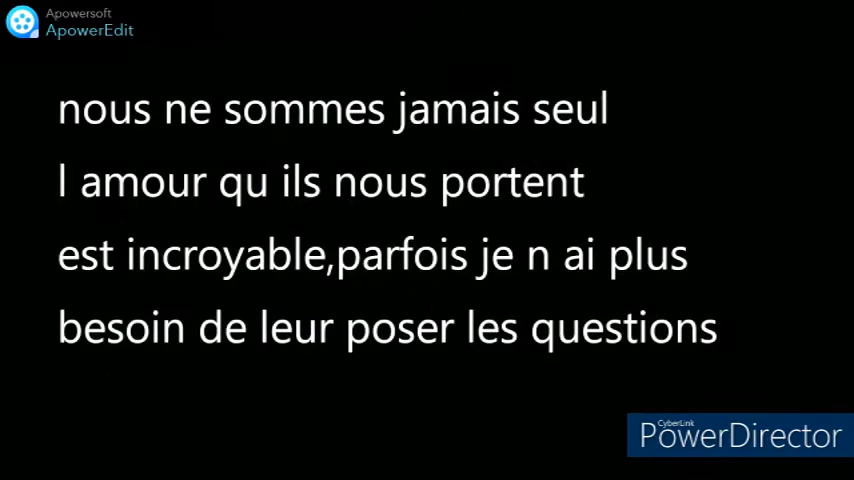 Apowersoft
ApowerEdit
nous ne sommes jamais seul
l amour qu ils nous portent
est incroyable,parfois je n ai plus
besoin de leur poser les questions
CyberLink
PowerDirector